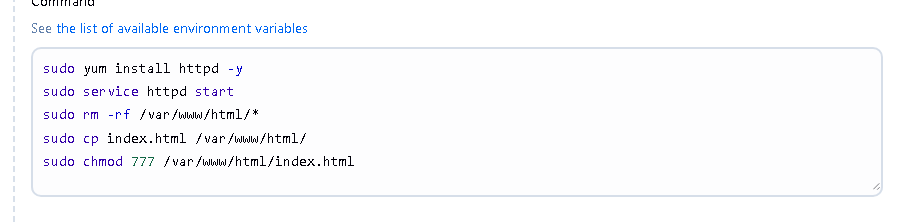 Command
See the list of available environment variables
sudo yum install httpd -y
sudo service httpd start
sudo rm -rf /var/www/html/*
sudo cp index.html /var/www/html/
sudo chmod 777 /var/www/html/index.html